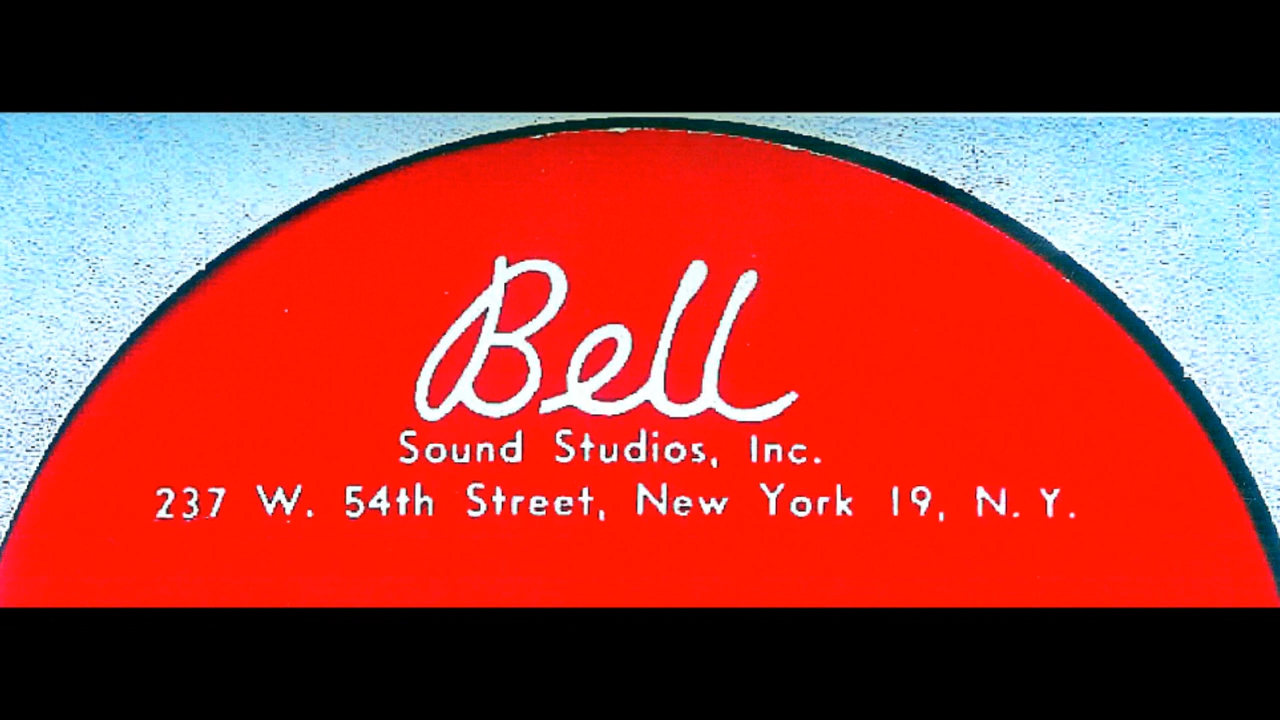 Bell
Sound Studios, Inc.
237 W. 54th Street, New York 19, N. Y.